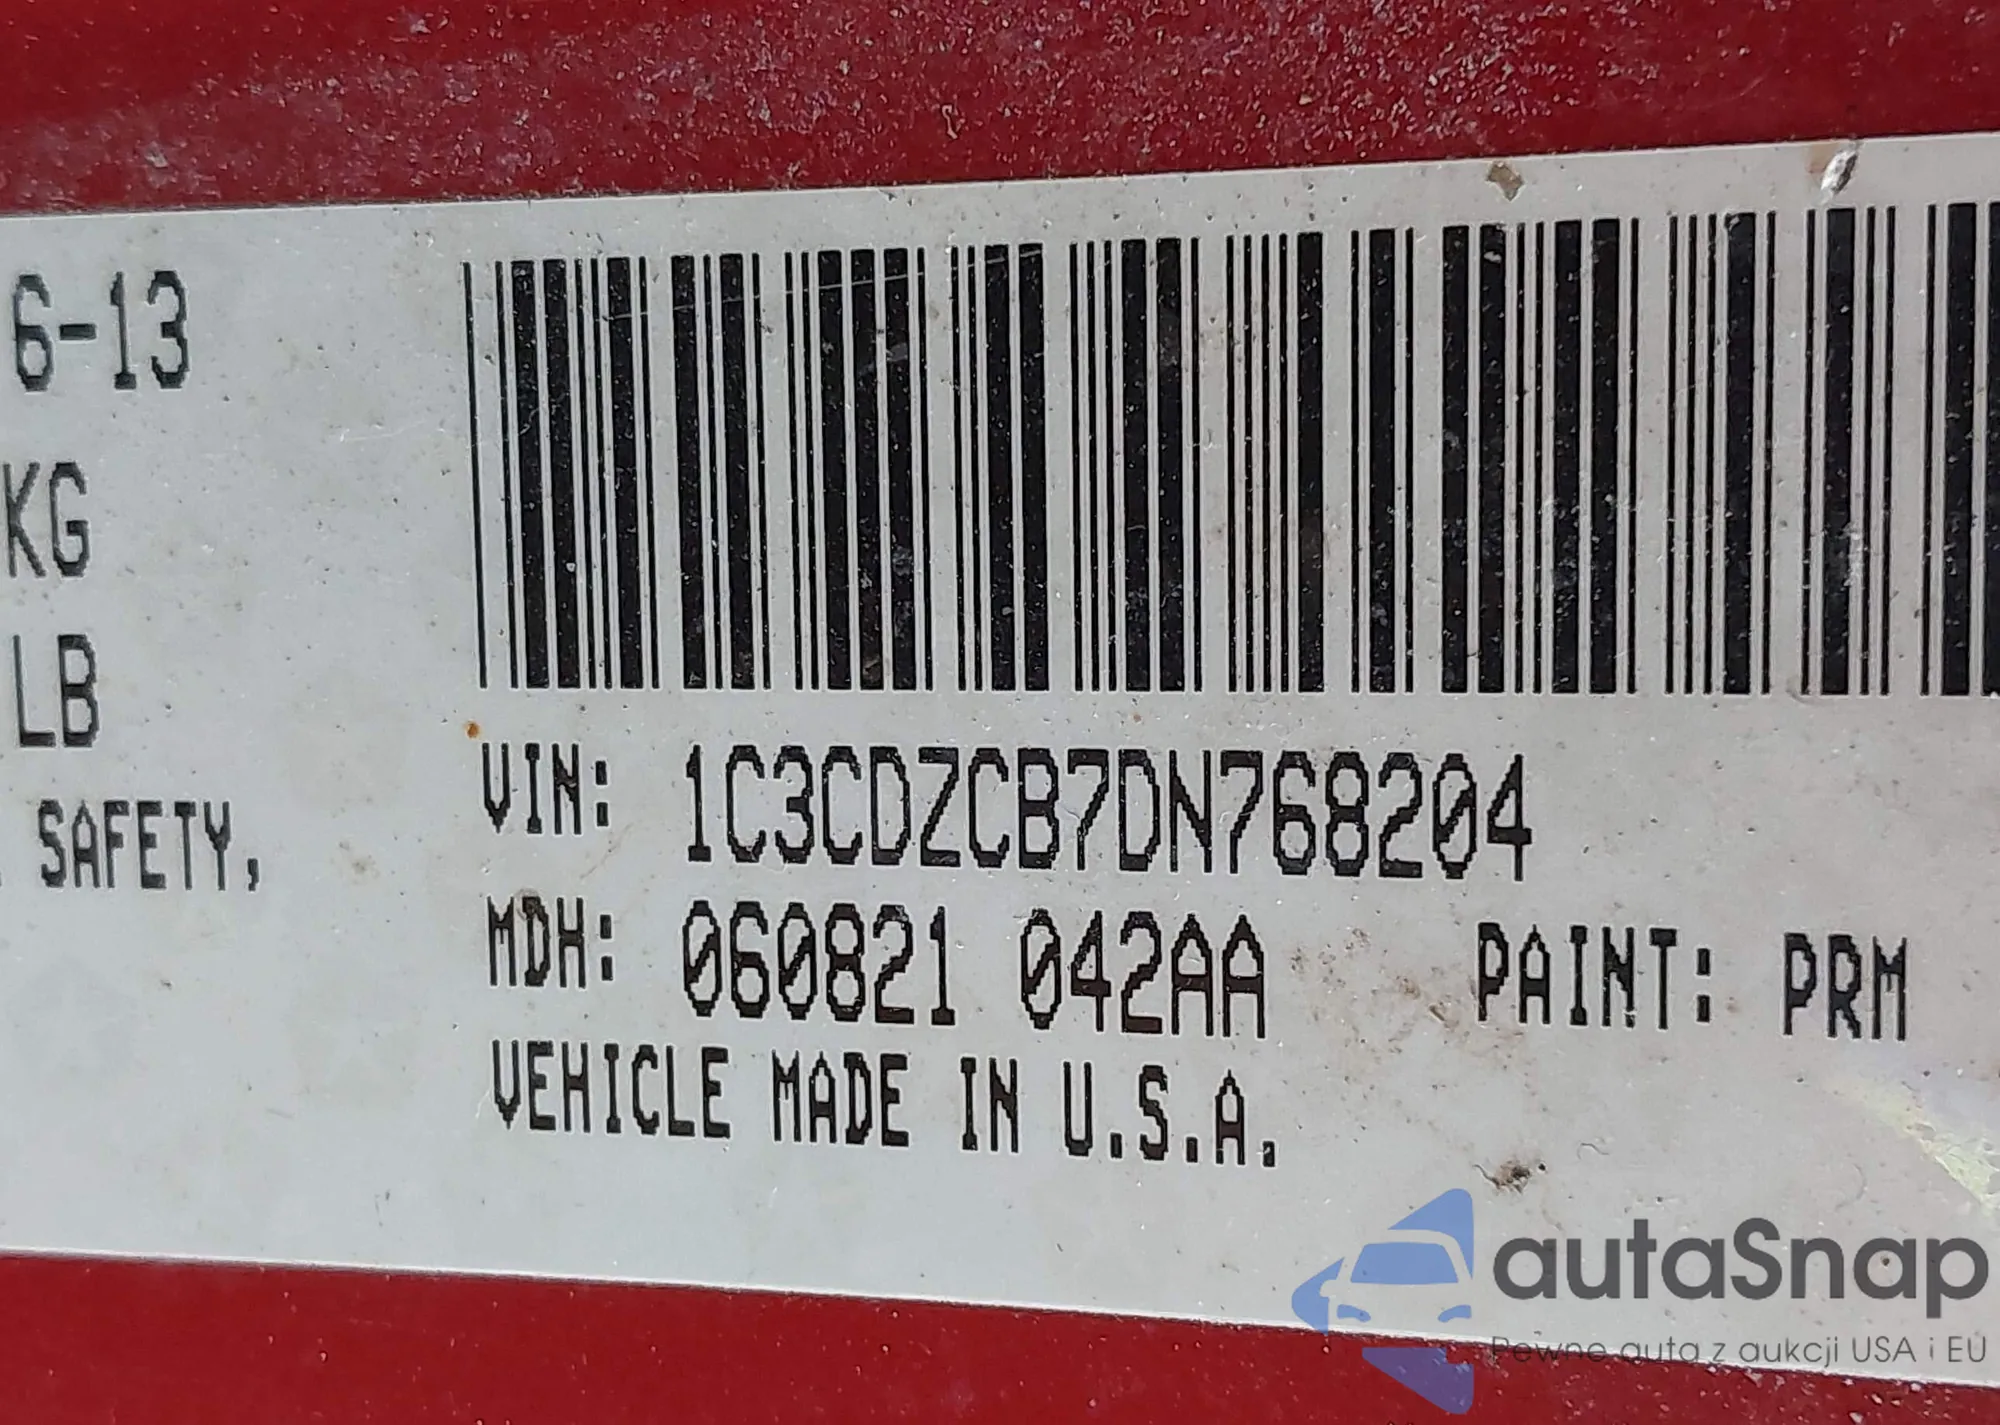 6-13
KG
LB
SAFETY,
VIN: 1C3CDZCB7DN768204
MDH: 060821 042AA PAINT: PRM
VEHICLE MADE IN U.S.A.
autaSnap
Pewne auta z aukcji USA i EU